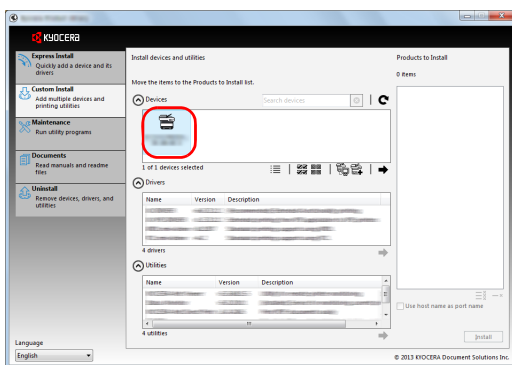 KYOCERA
Express Install
Quickly add a device and its
drivers
Custom Install
Add multiple devices and
printing utilities
Maintenance
Run utility programs
Documents
Read manuals and readme
files
Uninstall
Remove devices, drivers, and
utilities
Language
English
Install devices and utilities
Move the items to the Products to Install list.
Devices
Search devices
1 of 1 devices selected
Drivers
Name Version Description
4 drivers
Utilities
Name Version Description
4 utilities
Products to Install
0 items
Use host name as port name
Install
© 2013 KYOCERA Document Solutions Inc.